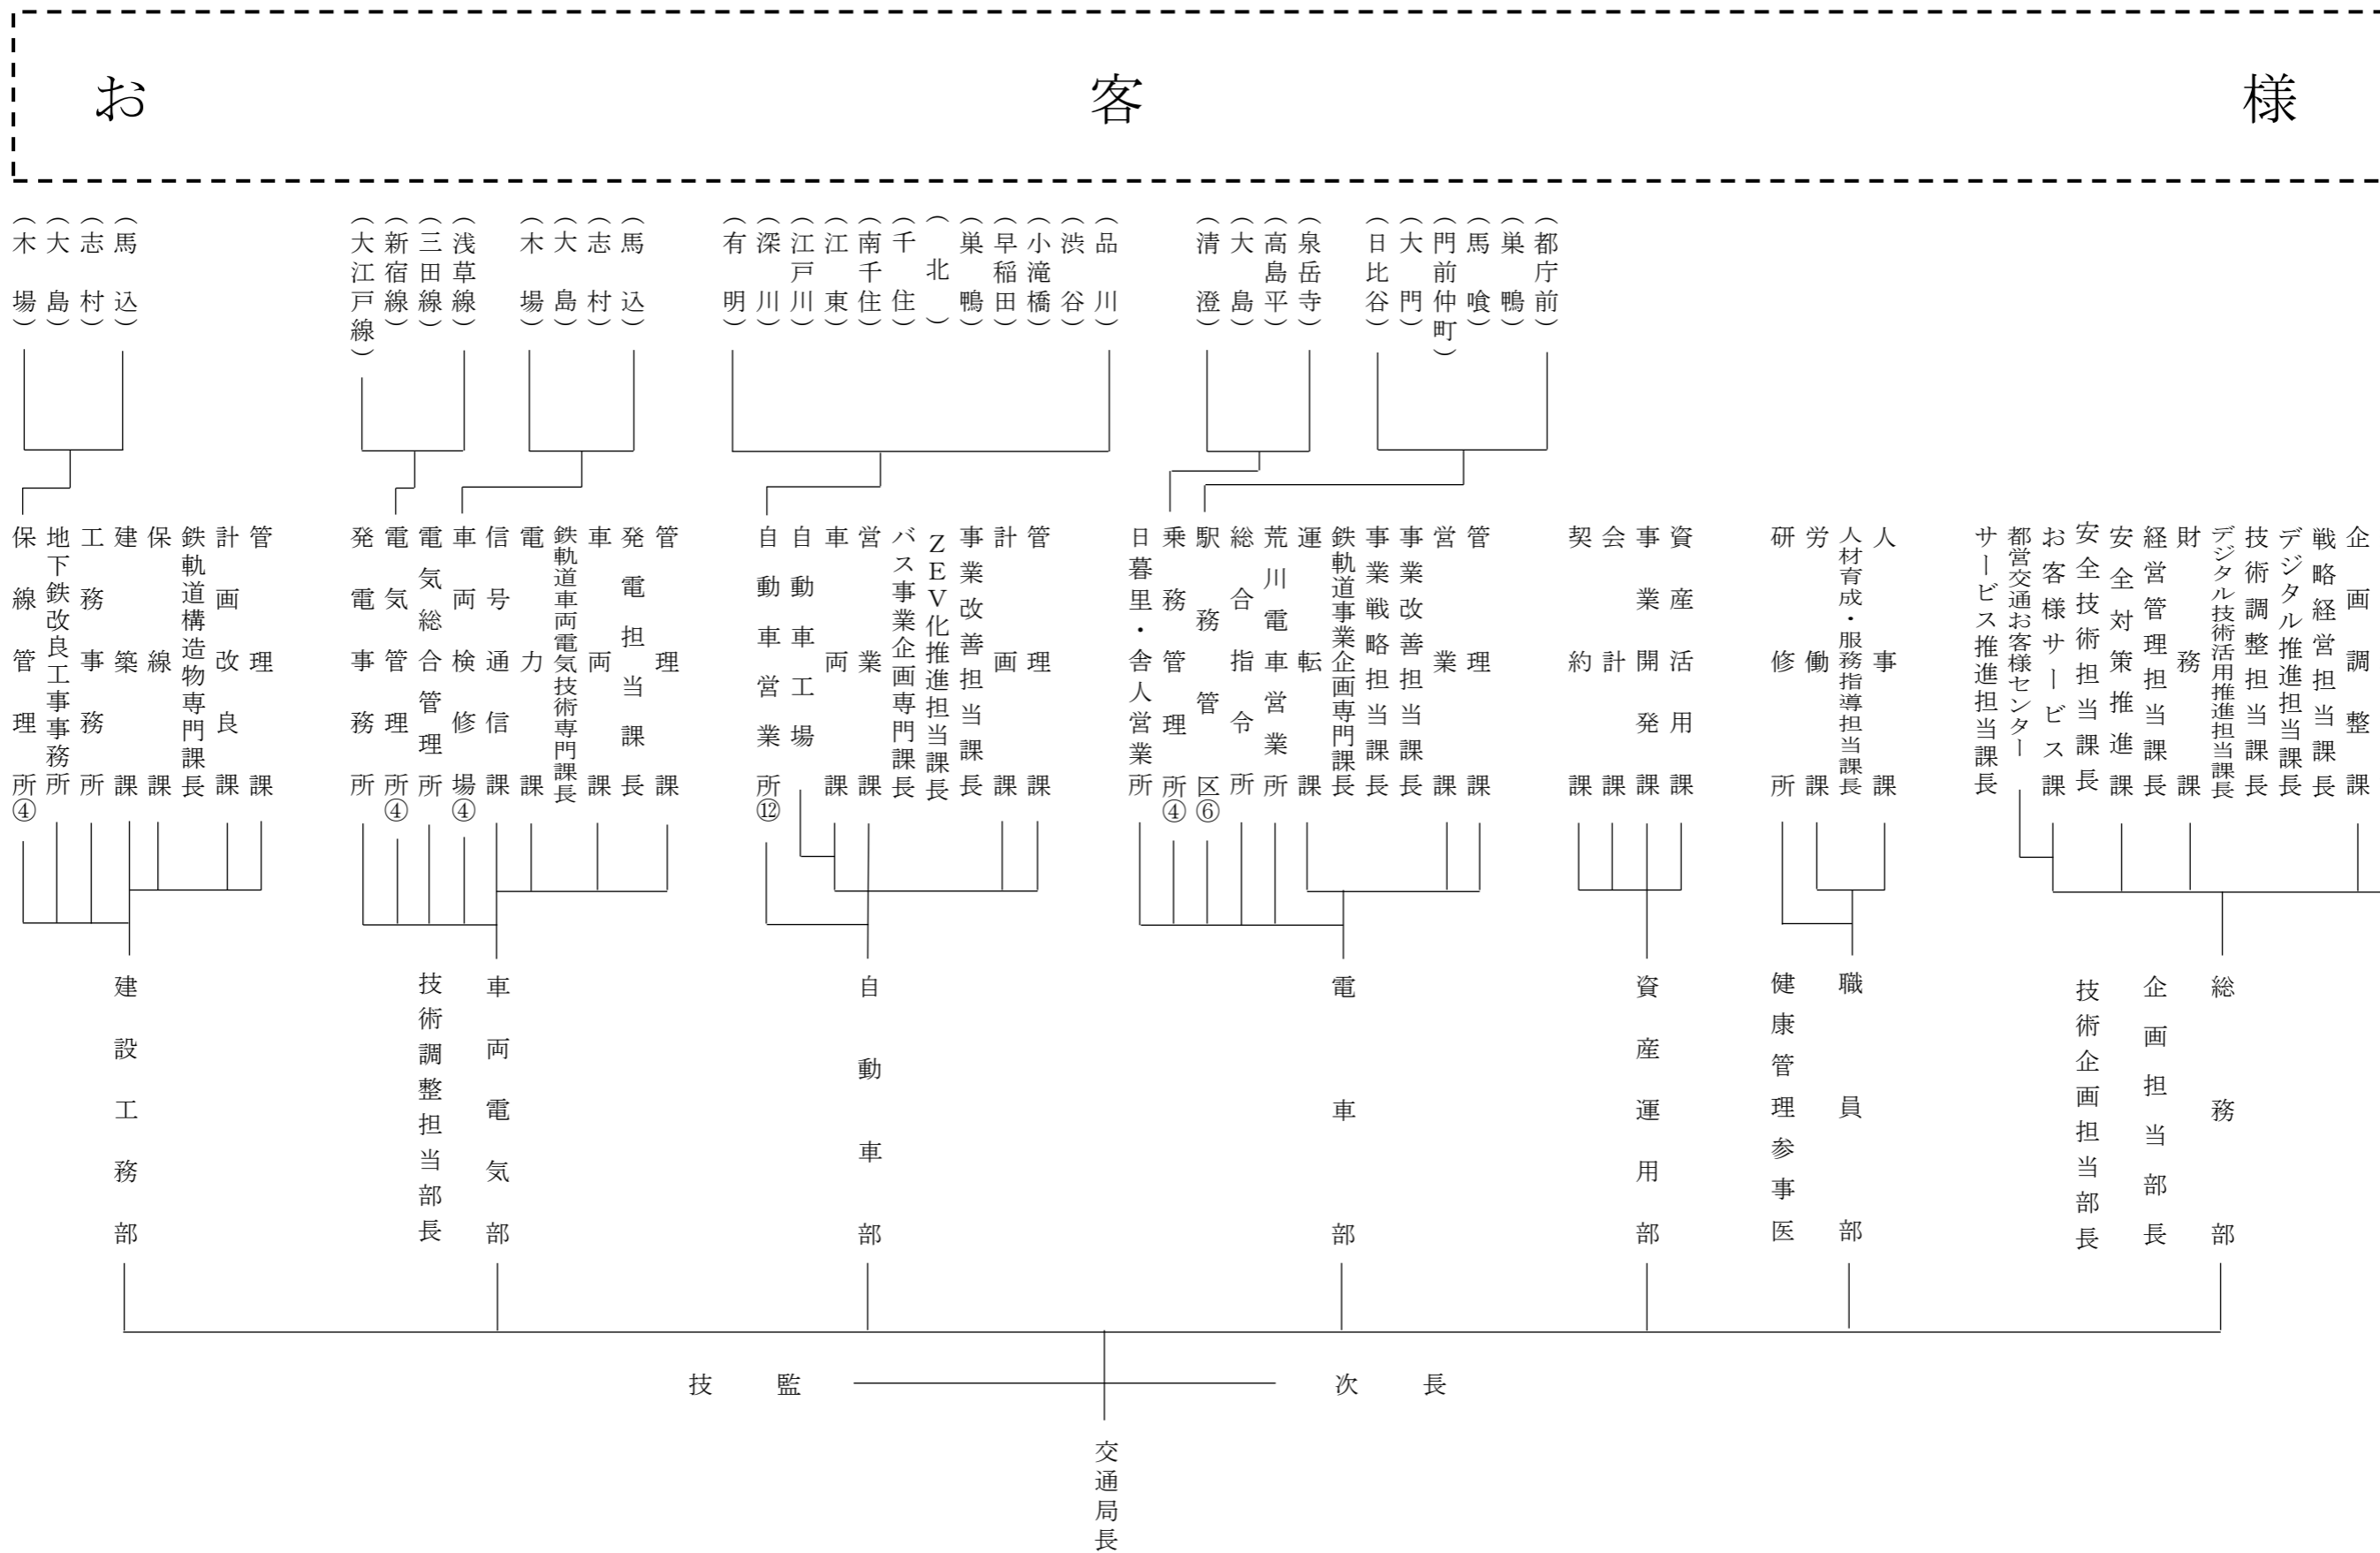 お客様
（都庁前）
（巣鴨）
（馬喰）
（門前仲町）
（大門）
（日比谷）
（泉岳寺）
（高島平）
（大島）
（清澄）
（品川）
（渋谷）
（小滝橋）
（早稲田）
（巣鴨）
（北）
（千住）
（南千住）
（江東）
（江戸川）
（深川）
（有明）
（馬込）
（志村）
（大島）
（木場）
（浅草線）
（三田線）
（新宿線）
（大江戸線）
（馬込）
（志村）
（大島）
（木場）
企画調整課
戦略経営担当課長
デジタル推進担当課長
技術調整担当課長
デジタル技術活用推進担当課長
財務課
経営管理担当課長
安全対策推進課
安全技術担当課長
お客様サービス課
都営交通お客様センター
サービス推進担当課長
人事課
人材育成・服務指導担当課長
労働課
研修所
資産活用課
事業開発課
会計課
契約課
管理課
営業課
事業改善担当課長
事業戦略担当課長
鉄軌道事業企画専門課長
運転課
荒川電車営業所
総合指令所
駅務管区⑥
乗務管理所④
日暮里・舎人営業所
管理課
計画課
事業改善担当課長
ZEV化推進担当課長
バス事業企画専門課長
営業課
車両課
自動車工場
自動車営業所⑫
管理課
発電担当課長
車両課
鉄軌道車両電気技術専門課長
電力課
信号通信課
車両検修場④
電気総合管理所
電気管理所④
発電事務所
管理課
計画改良課
鉄軌道構造物専門課長
保線課
建築課
工務事務所
地下鉄改良工事事務所
保線管理所④
総務部
企画担当部長
技術企画担当部長
職員部
健康管理参事医
資産運用部
電車部
自動車部
車両電気部
技術調整担当部長
建設工務部
次長
技監
交通局長